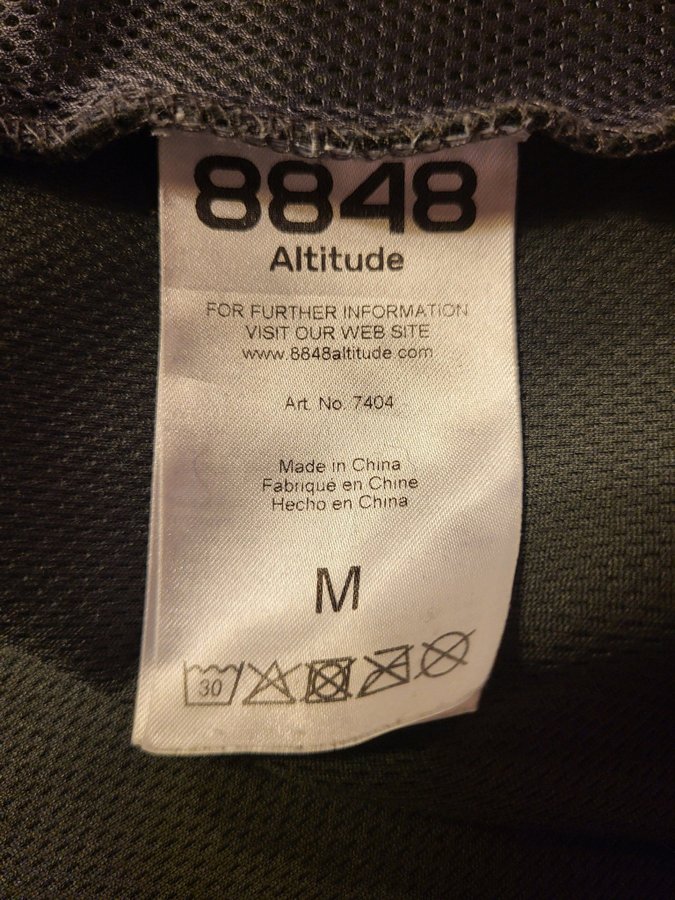 8848
Altitude
FOR FURTHER INFORMATION
VISIT OUR WEB SITE
www.8848altitude.com
Art. No. 7404
Made in China
Fabriqué en Chine
Hecho en China
M
30